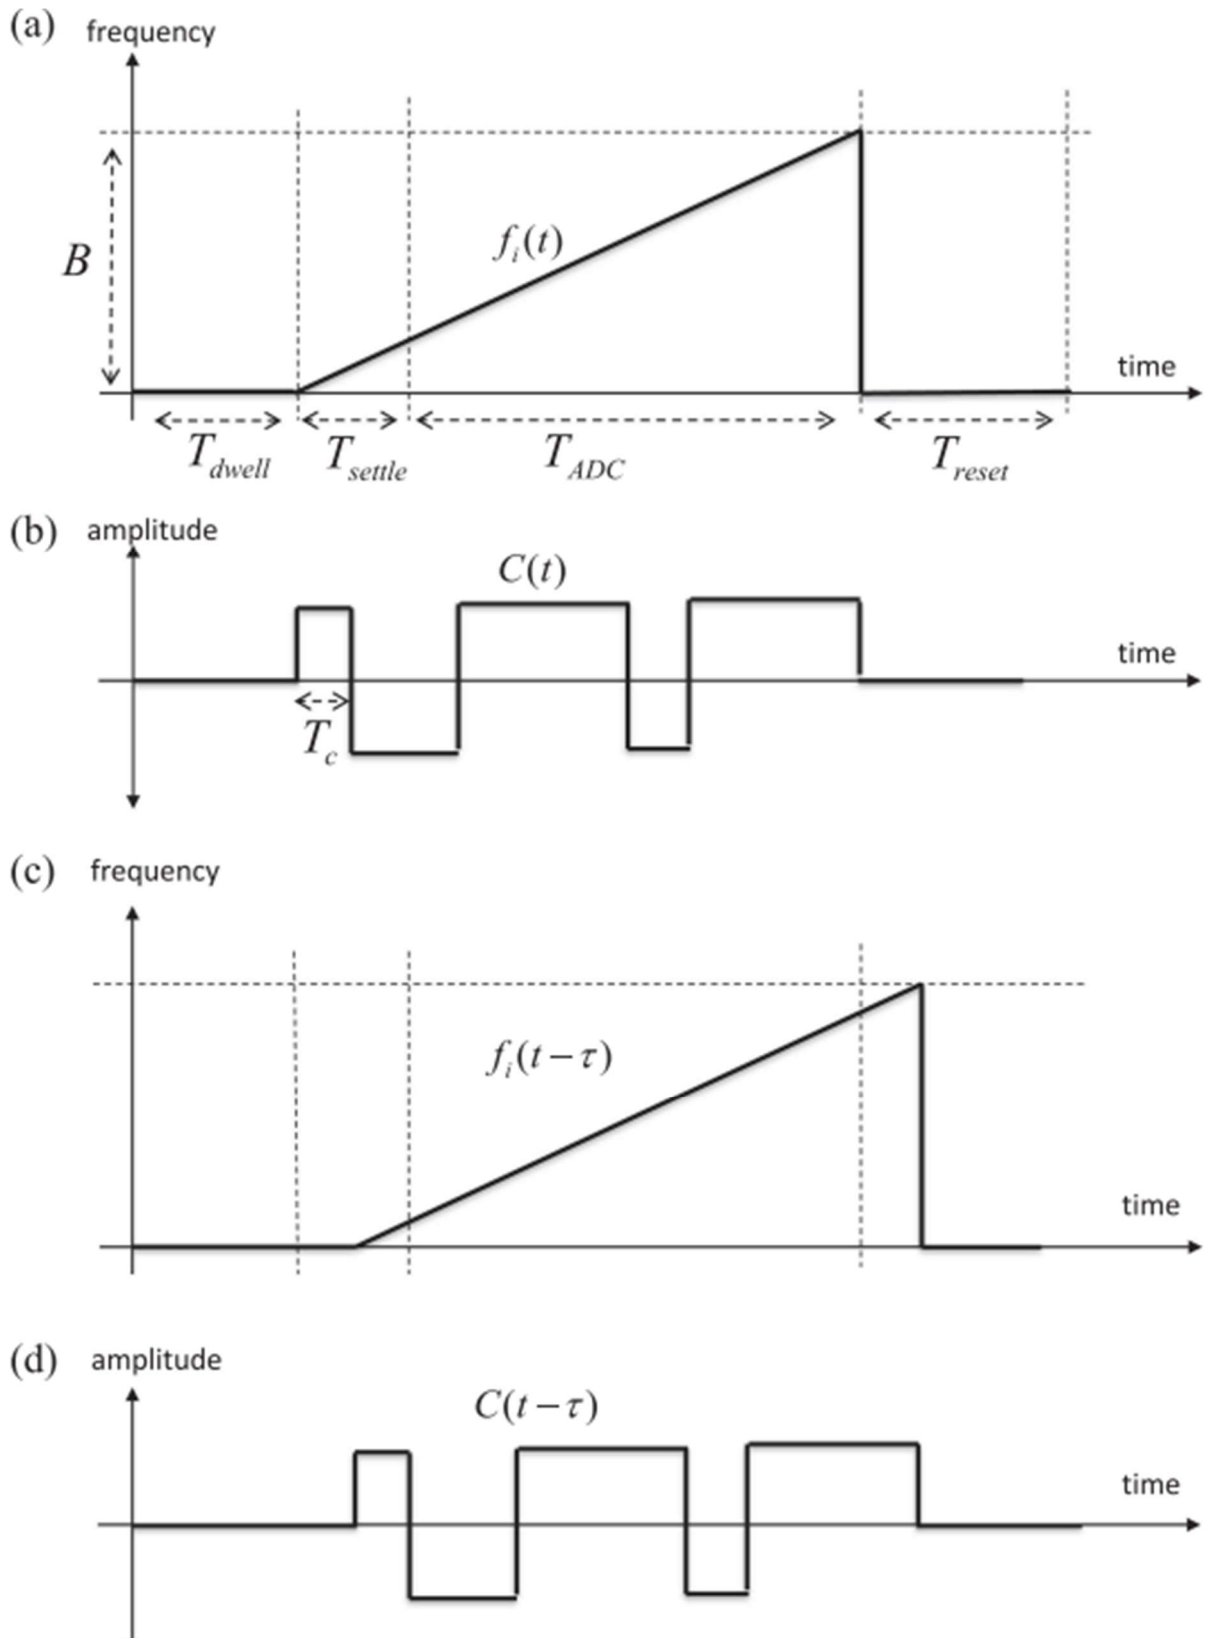 (a) frequency
B
f_i(t)
time
T_dwell T_settle T_ADC T_reset
(b) amplitude
C(t)
time
T_c
(c) frequency
f_i(t−τ)
time
(d) amplitude
C(t−τ)
time